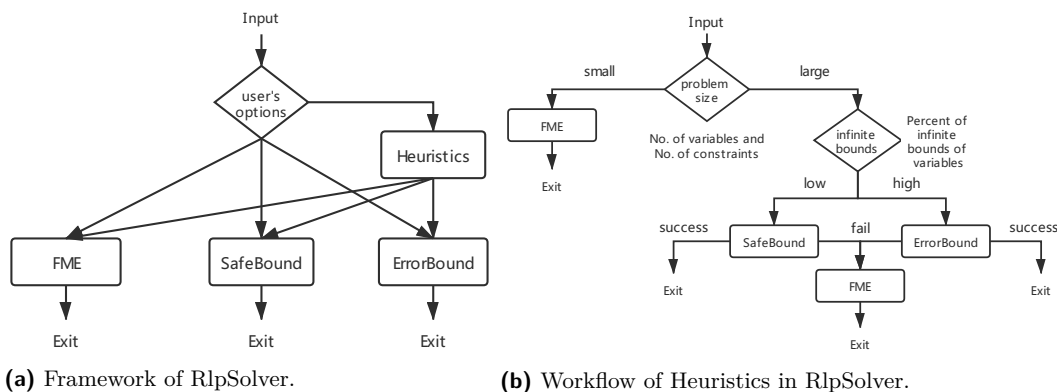 Input
user's
options
Heuristics
FME
SafeBound
ErrorBound
Exit
Exit
Exit
(a) Framework of RlpSolver.
Input
small
problem
size
large
FME
No. of variables and
No. of constraints
infinite
bounds
Percent of
infinite
bounds of
variables
Exit
low
high
success
SafeBound
fail
ErrorBound
success
Exit
FME
Exit
Exit
(b) Workflow of Heuristics in RlpSolver.